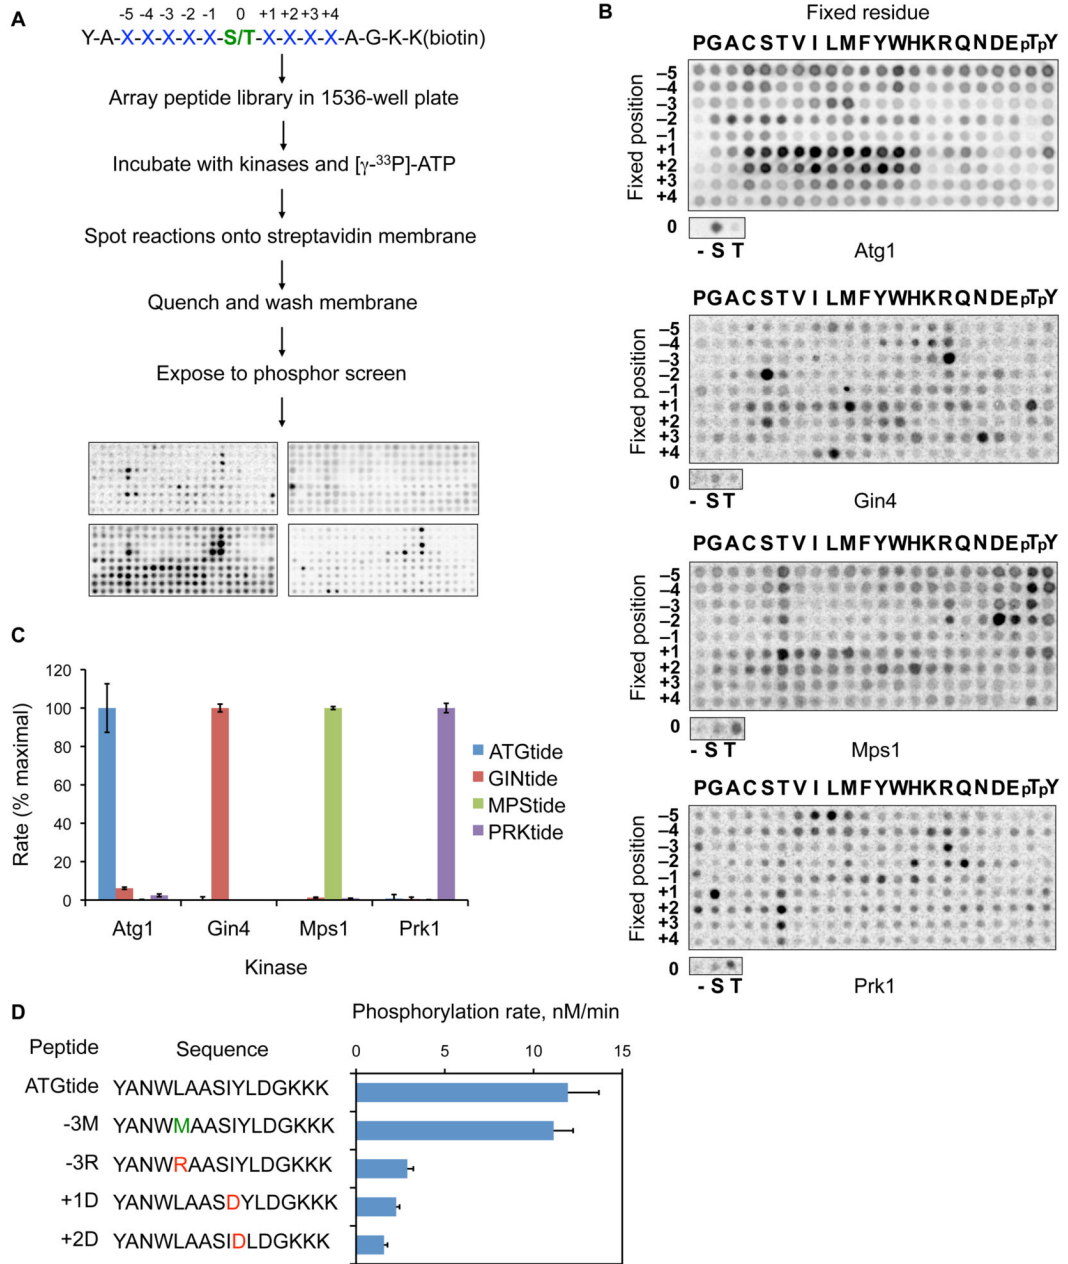 A
-5 -4 -3 -2 -1 0 +1 +2 +3 +4
Y-A-X-X-X-X-X-S/T-X-X-X-X-A-G-K-K(biotin)
Array peptide library in 1536-well plate
Incubate with kinases and [γ-³³P]-ATP
Spot reactions onto streptavidin membrane
Quench and wash membrane
Expose to phosphor screen
B
Fixed residue
PGACSTVILMFYWHKRQNDEpTpY
Fixed position
–5
–4
–3
–2
–1
+1
+2
+3
+4
0
- S T
Atg1
PGACSTVILMFYWHKRQNDEpTpY
Fixed position
–5
–4
–3
–2
–1
+1
+2
+3
+4
0
- S T
Gin4
PGACSTVILMFYWHKRQNDEpTpY
Fixed position
–5
–4
–3
–2
–1
+1
+2
+3
+4
0
- S T
Mps1
PGACSTVILMFYWHKRQNDEpTpY
Fixed position
–5
–4
–3
–2
–1
+1
+2
+3
+4
0
- S T
Prk1
C
Rate (% maximal)
120
100
80
60
40
20
0
Atg1 Gin4 Mps1 Prk1
Kinase
ATGtide
GINtide
MPStide
PRKtide
D
Phosphorylation rate, nM/min
Peptide Sequence
0 5 10 15
ATGtide YANWLAASIYLDGKKK
-3M YANWMAASIYLDGKKK
-3R YANWRAASIYLDGKKK
+1D YANWLAASDYLDGKKK
+2D YANWLAASIDLDGKKK